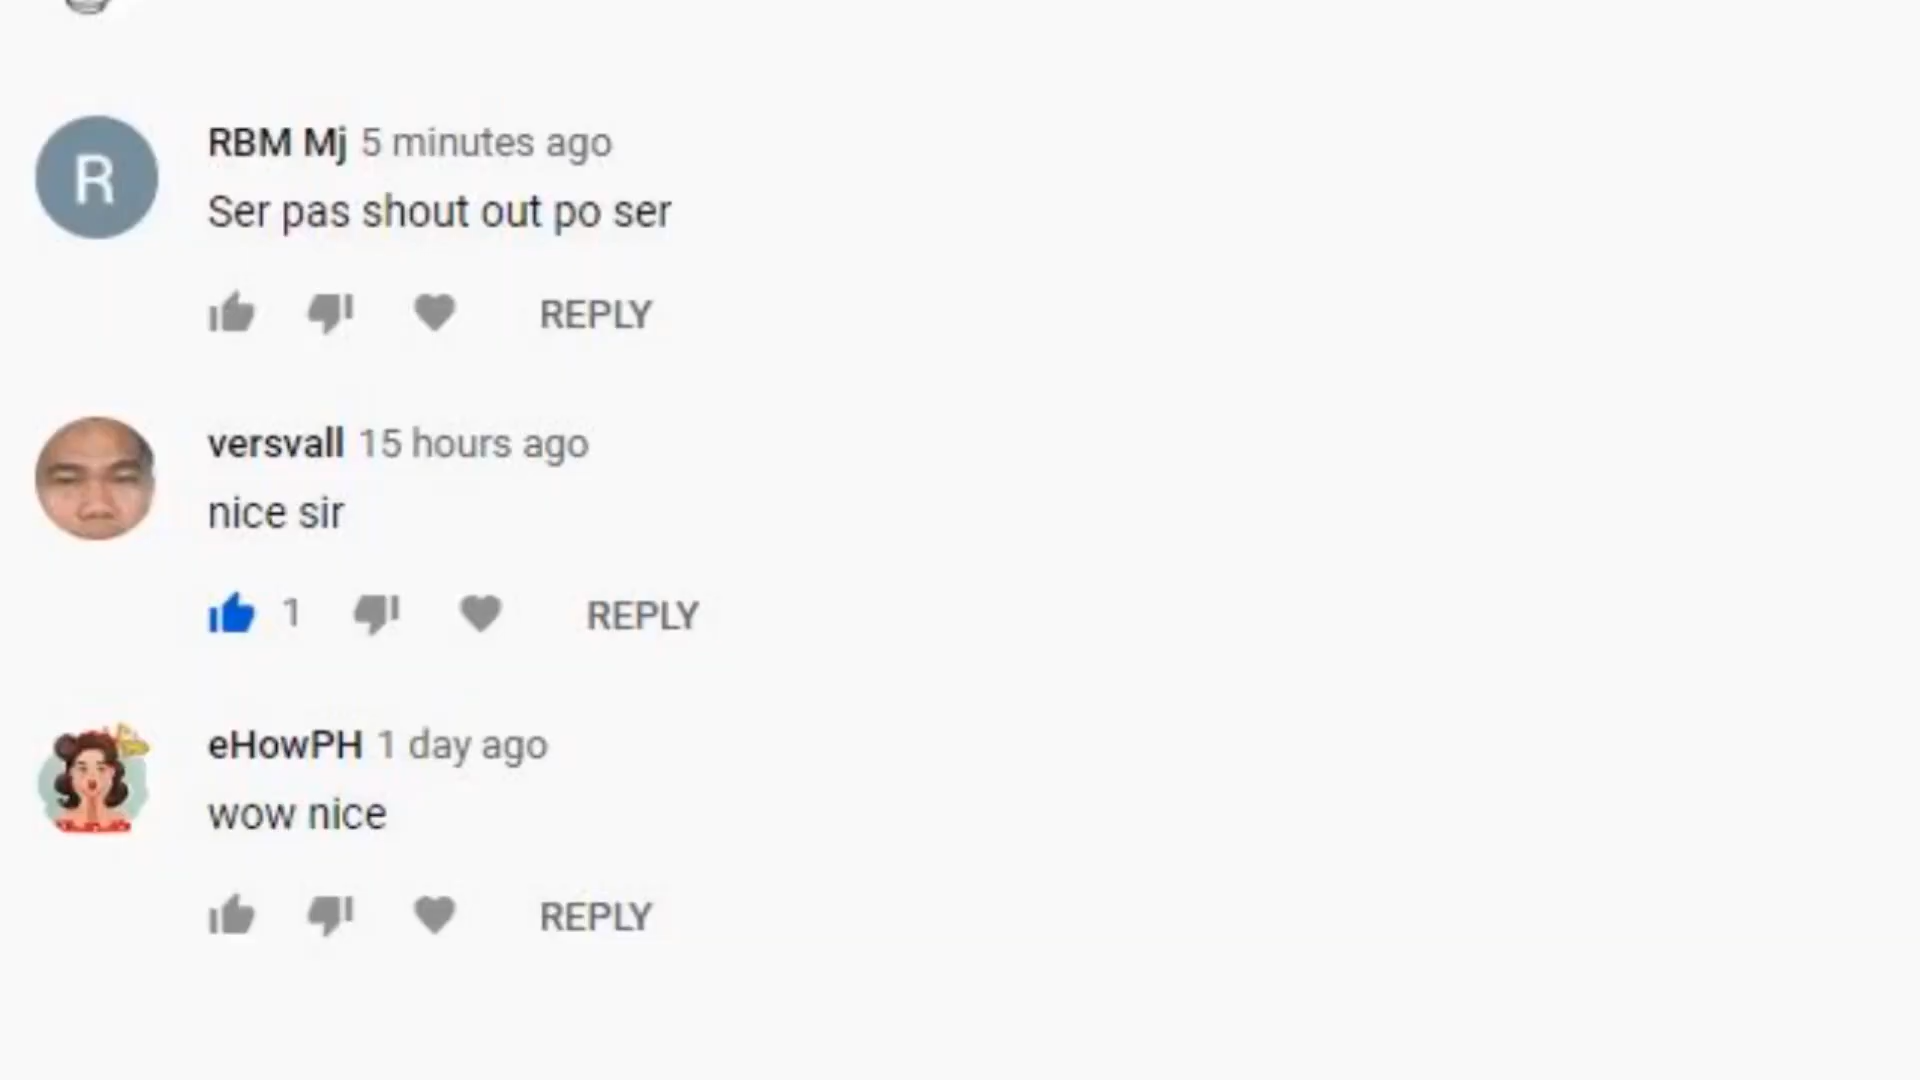 R
RBM Mj 5 minutes ago
Ser pas shout out po ser
REPLY
versvall 15 hours ago
nice sir
1
REPLY
eHowPH 1 day ago
wow nice
REPLY